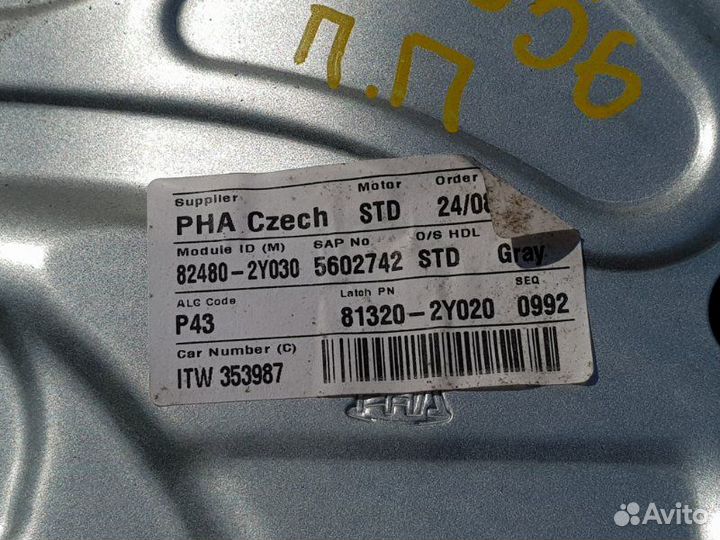 П.П
Supplier Motor Order
PHA Czech STD 24/08
Module ID (M) SAP No. O/S HDL
82480-2Y030 5602742 STD Gray
ALC Code Latch PN SEQ
P43 81320-2Y020 0992
Car Number (C)
ITW 353987
PHA
Avito